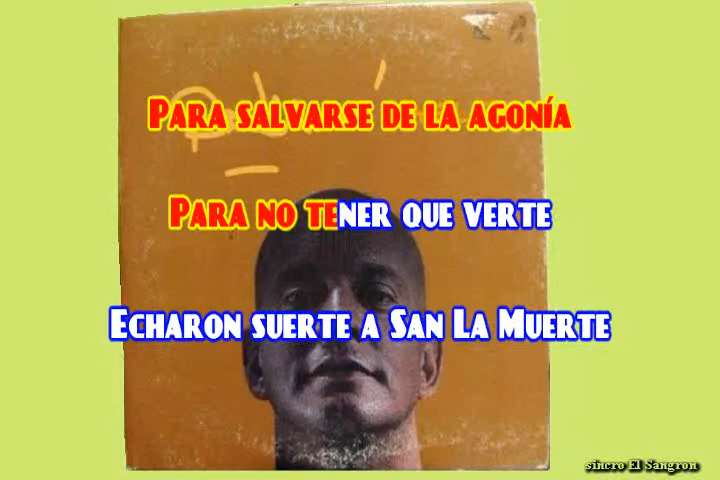 Para salvarse de la agonía
Para no tener que verte
Echaron suerte a San La Muerte
sincro El Sangron